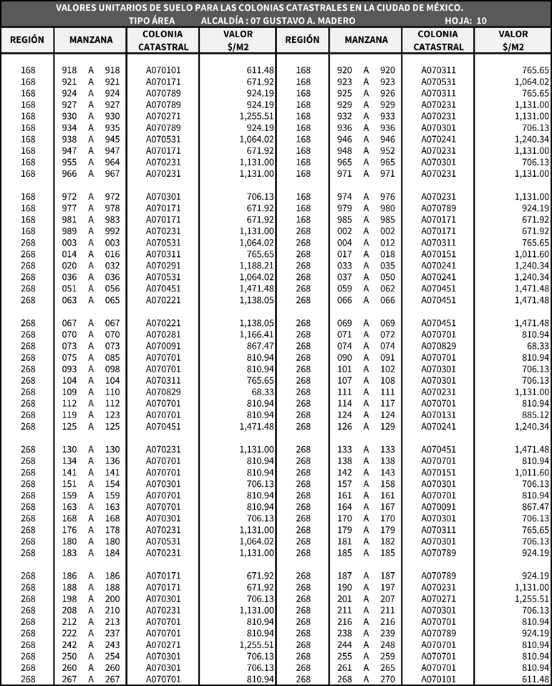 VALORES UNITARIOS DE SUELO PARA LAS COLONIAS CATASTRALES EN LA CIUDAD DE MÉXICO.
TIPO ÁREA ALCALDÍA : 07 GUSTAVO A. MADERO HOJA: 10
REGIÓN MANZANA COLONIA CATASTRAL VALOR $/M2 REGIÓN MANZANA COLONIA CATASTRAL VALOR $/M2
168 918 A 918 A070101 611.48 168 920 A 920 A070311 765.65
168 921 A 921 A070171 671.92 168 923 A 923 A070531 1,064.02
168 924 A 924 A070789 924.19 168 925 A 926 A070311 765.65
168 927 A 927 A070789 924.19 168 929 A 929 A070231 1,131.00
168 930 A 930 A070271 1,255.51 168 932 A 933 A070231 1,131.00
168 934 A 935 A070789 924.19 168 936 A 936 A070301 706.13
168 938 A 945 A070531 1,064.02 168 946 A 946 A070241 1,240.34
168 947 A 947 A070171 671.92 168 948 A 952 A070231 1,131.00
168 955 A 964 A070231 1,131.00 168 965 A 965 A070301 706.13
168 966 A 967 A070231 1,131.00 168 971 A 971 A070231 1,131.00
168 972 A 972 A070301 706.13 168 974 A 976 A070231 1,131.00
168 977 A 978 A070171 671.92 168 979 A 980 A070789 924.19
168 981 A 983 A070171 671.92 168 985 A 985 A070171 671.92
168 989 A 992 A070231 1,131.00 268 002 A 002 A070171 671.92
268 003 A 003 A070531 1,064.02 268 004 A 012 A070311 765.65
268 014 A 016 A070311 765.65 268 017 A 018 A070151 1,011.60
268 020 A 032 A070291 1,188.21 268 033 A 035 A070241 1,240.34
268 036 A 036 A070531 1,064.02 268 037 A 050 A070241 1,240.34
268 051 A 056 A070451 1,471.48 268 059 A 062 A070451 1,471.48
268 063 A 065 A070221 1,138.05 268 066 A 066 A070451 1,471.48
268 067 A 067 A070221 1,138.05 268 069 A 069 A070451 1,471.48
268 070 A 070 A070281 1,166.41 268 071 A 072 A070701 810.94
268 073 A 073 A070091 867.47 268 074 A 074 A070829 68.33
268 075 A 085 A070701 810.94 268 090 A 091 A070701 810.94
268 093 A 098 A070701 810.94 268 101 A 102 A070301 706.13
268 104 A 104 A070311 765.65 268 107 A 108 A070301 706.13
268 109 A 110 A070829 68.33 268 111 A 111 A070231 1,131.00
268 112 A 112 A070701 810.94 268 114 A 117 A070701 810.94
268 119 A 123 A070701 810.94 268 124 A 124 A070131 885.12
268 125 A 125 A070451 1,471.48 268 126 A 129 A070241 1,240.34
268 130 A 130 A070231 1,131.00 268 133 A 133 A070451 1,471.48
268 134 A 136 A070701 810.94 268 138 A 138 A070701 810.94
268 141 A 141 A070701 810.94 268 142 A 143 A070151 1,011.60
268 151 A 154 A070301 706.13 268 157 A 158 A070301 706.13
268 159 A 159 A070701 810.94 268 161 A 161 A070701 810.94
268 163 A 163 A070701 810.94 268 164 A 167 A070091 867.47
268 168 A 168 A070301 706.13 268 170 A 170 A070301 706.13
268 176 A 178 A070231 1,131.00 268 179 A 179 A070311 765.65
268 180 A 180 A070531 1,064.02 268 181 A 182 A070301 706.13
268 183 A 184 A070231 1,131.00 268 185 A 185 A070789 924.19
268 186 A 186 A070171 671.92 268 187 A 187 A070789 924.19
268 188 A 188 A070171 671.92 268 190 A 197 A070231 1,131.00
268 198 A 200 A070301 706.13 268 201 A 207 A070271 1,255.51
268 208 A 210 A070231 1,131.00 268 211 A 211 A070301 706.13
268 212 A 213 A070701 810.94 268 216 A 216 A070701 810.94
268 222 A 237 A070701 810.94 268 238 A 239 A070789 924.19
268 242 A 243 A070271 1,255.51 268 244 A 248 A070701 810.94
268 250 A 254 A070301 706.13 268 255 A 259 A070701 810.94
268 260 A 260 A070301 706.13 268 261 A 265 A070701 810.94
268 267 A 267 A070701 810.94 268 268 A 270 A070101 611.48